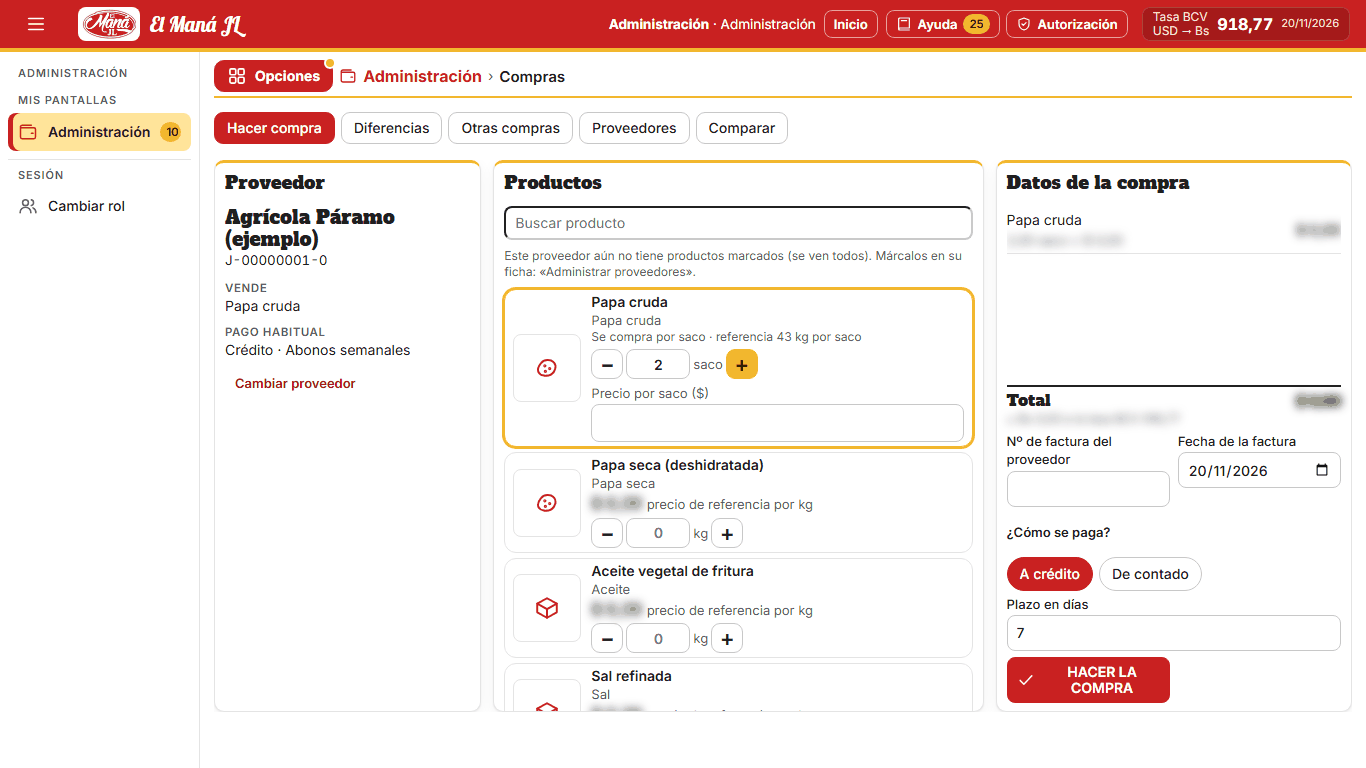 El Maná JL
El Maná JL
Administración · Administración
Inicio
Ayuda 25
Autorización
Tasa BCV
USD → Bs
918,77
20/11/2026
ADMINISTRACIÓN
MIS PANTALLAS
Administración 10
SESIÓN
Cambiar rol
Opciones
Administración › Compras
Hacer compra
Diferencias
Otras compras
Proveedores
Comparar
Proveedor
Agrícola Páramo
(ejemplo)
J-00000001-0
VENDE
Papa cruda
PAGO HABITUAL
Crédito · Abonos semanales
Cambiar proveedor
Productos
Buscar producto
Este proveedor aún no tiene productos marcados (se ven todos). Márcalos en su
ficha: «Administrar proveedores».
Papa cruda
Papa cruda
Se compra por saco · referencia 43 kg por saco
− 2 saco +
Precio por saco ($)
Papa seca (deshidratada)
Papa seca
precio de referencia por kg
− 0 kg +
Aceite vegetal de fritura
Aceite
precio de referencia por kg
− 0 kg +
Sal refinada
Sal
Datos de la compra
Papa cruda
Total
Nº de factura del
proveedor
Fecha de la factura
20/11/2026
¿Cómo se paga?
A crédito
De contado
Plazo en días
7
HACER LA
COMPRA